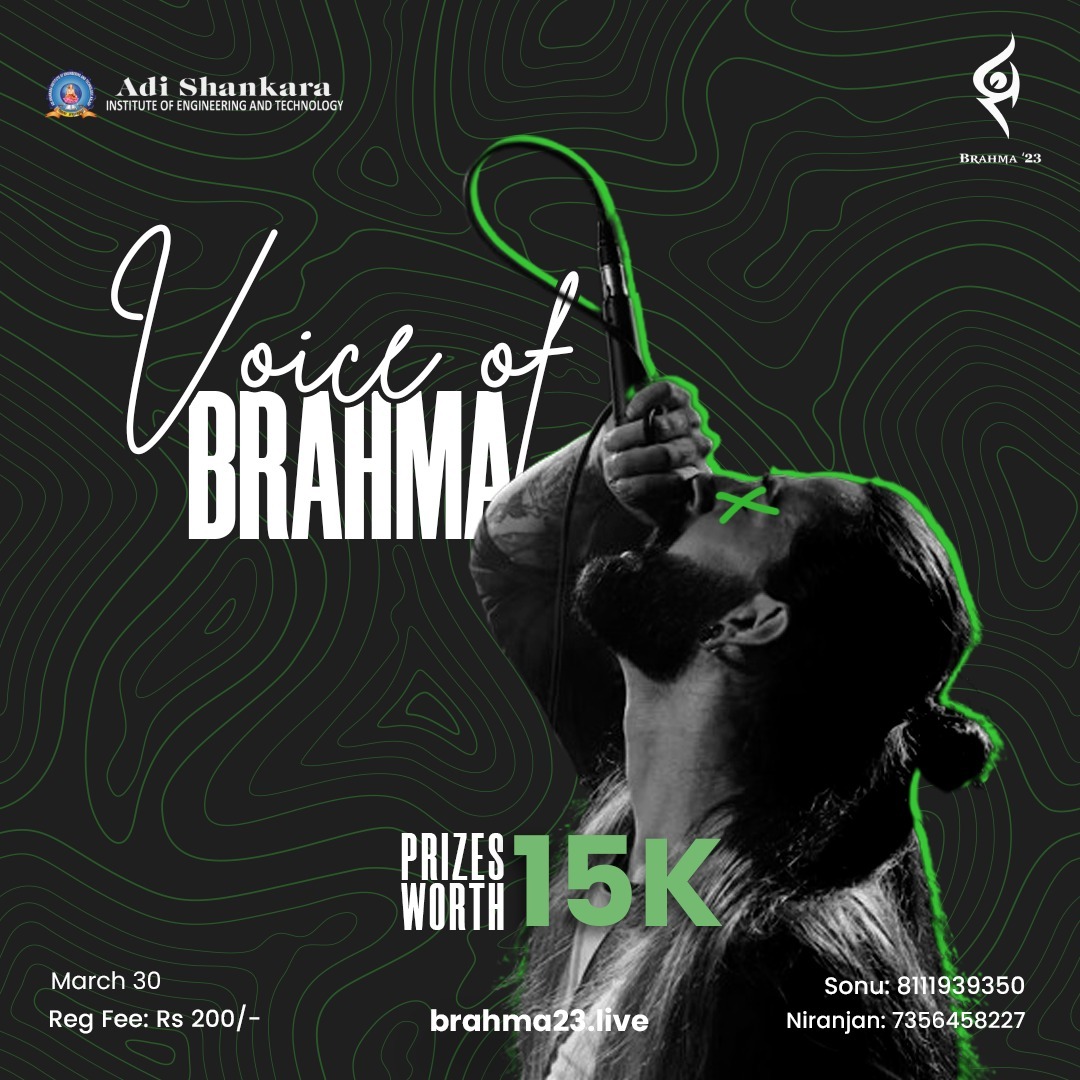 Adi Shankara
INSTITUTE OF ENGINEERING AND TECHNOLOGY
BRAHMA '23
Voice of
BRAHMA
PRIZES
WORTH
15K
March 30
Reg Fee: Rs 200/-
brahma23.live
Sonu: 8111939350
Niranjan: 7356458227